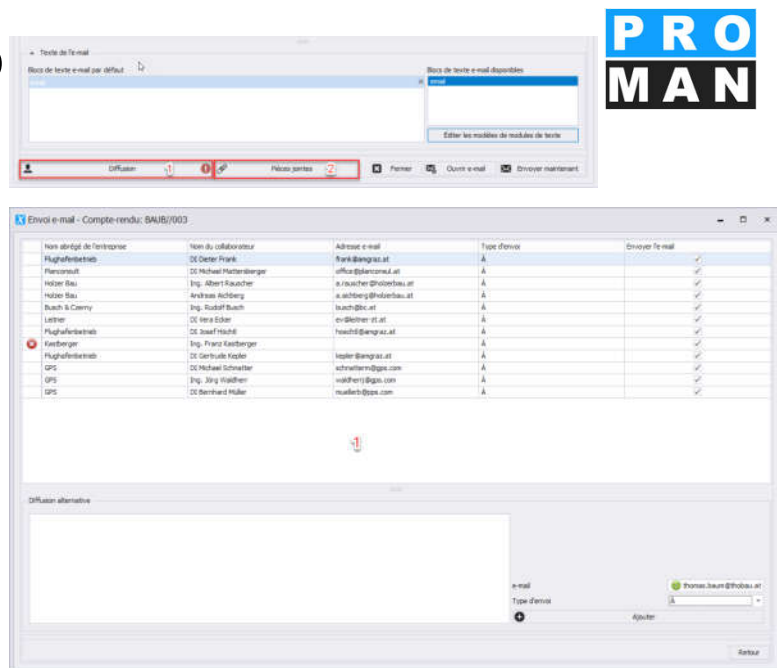 PRO
MAN
Texte de l'e-mail
Blocs de texte e-mail par défaut
Blocs de texte e-mail disponibles
email
email
Editer les modèles de modules de texte
Diffusion 1 Pièces jointes 2 Fermer Ouvrir e-mail Envoyer maintenant
Envoi e-mail - Compte-rendu: BAUB//003
Nom abrégé de l'entreprise Nom du collaborateur Adresse e-mail Type d'envoi Envoyer l'e-mail
Flughafenbetrieb DI Dieter Frank frank@amgraz.at À
Planconsult DI Michael Mattersberger office@planconsul.at À
Holzer Bau Ing. Albert Rauscher a.rauscher@holzerbau.at À
Holzer Bau Andreas Aichberg a.aichberg@holzerbau.at À
Busch & Czerny Ing. Rudolf Busch busch@bc.at À
Leitner DI Vera Ecker ev@leitner-zt.at À
Flughafenbetrieb DI Josef Höchtl hoechtl@amgraz.at À
Kastberger Ing. Franz Kastberger À
Flughafenbetrieb DI Gertrude Kepler kepler@amgraz.at À
GPS DI Michael Schnatter schnatterm@gps.com À
GPS Ing. Jörg Waldherr waldherrj@gps.com À
GPS DI Bernhard Müller muellerb@gps.com À
1
Diffusion alternative
e-mail thomas.baum@thobau.at
Type d'envoi À
Ajouter
Retour